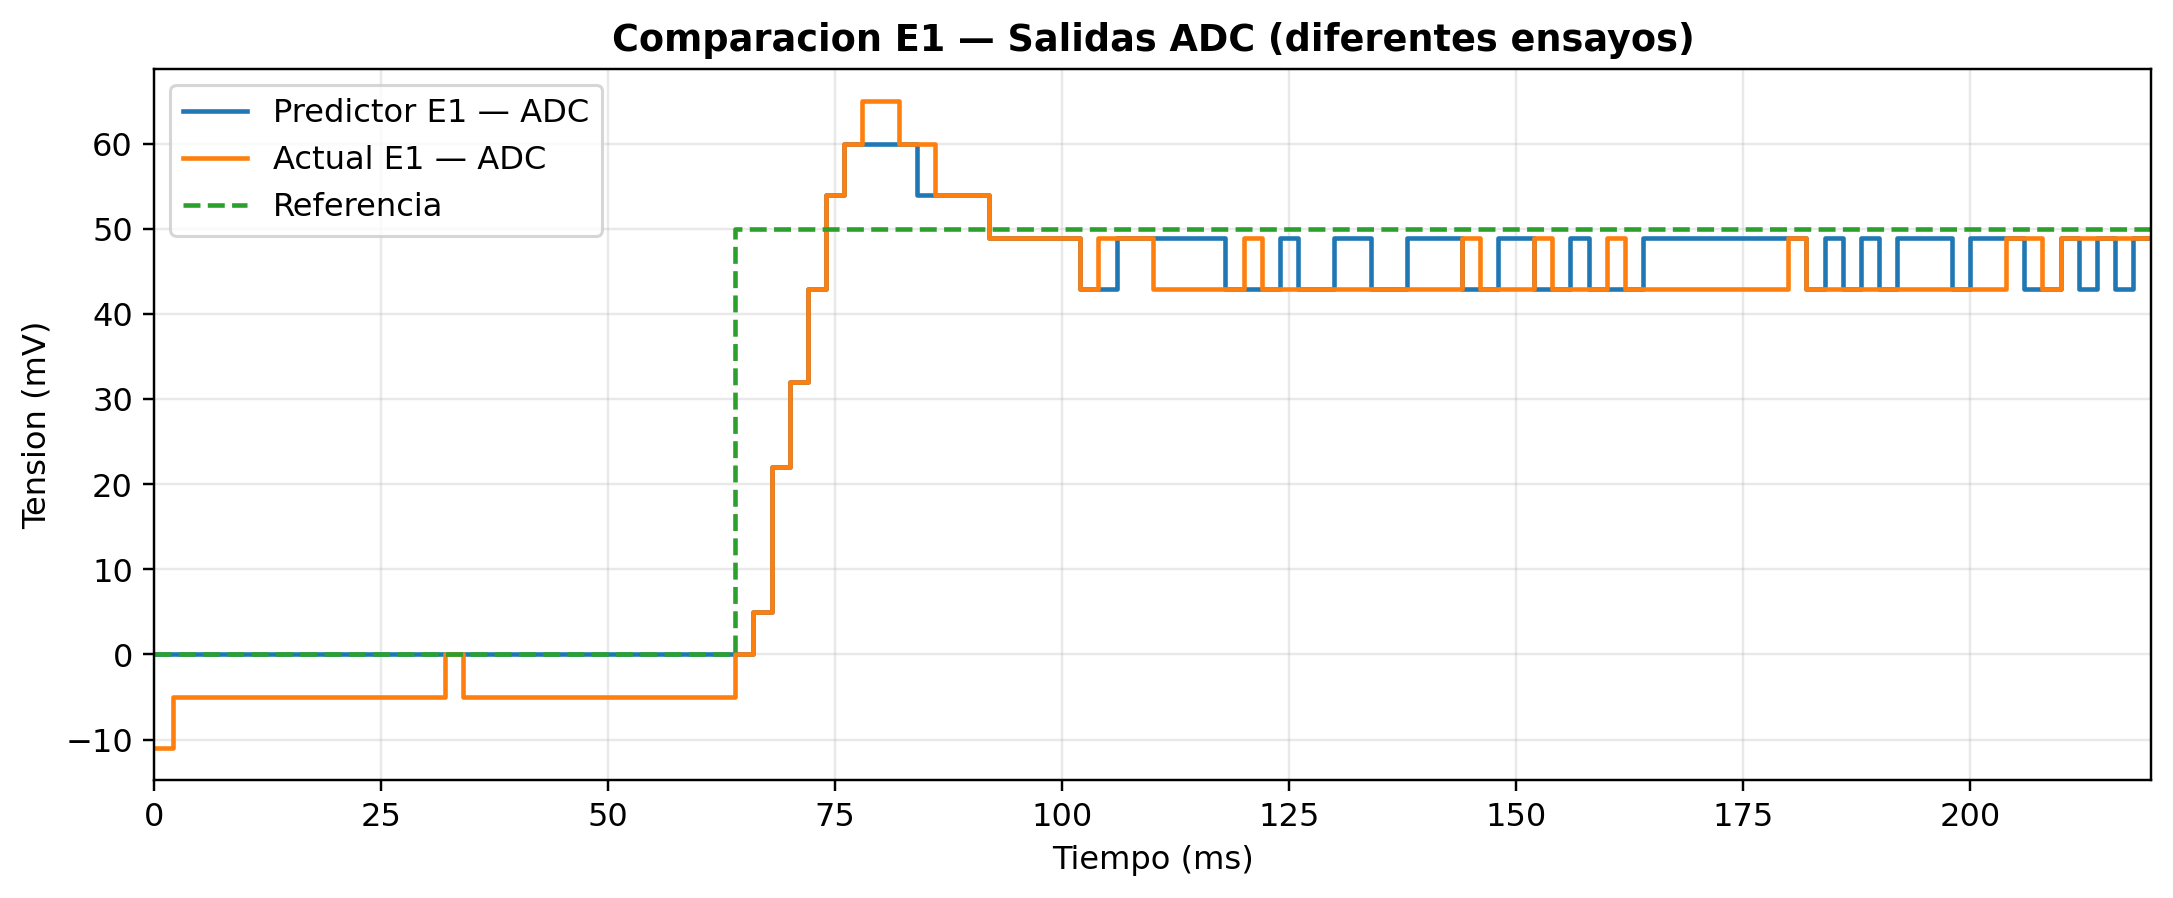 Comparacion E1 — Salidas ADC (diferentes ensayos)
Predictor E1 — ADC
Actual E1 — ADC
Referencia
Tension (mV)
60
50
40
30
20
10
0
−10
0 25 50 75 100 125 150 175 200
Tiempo (ms)